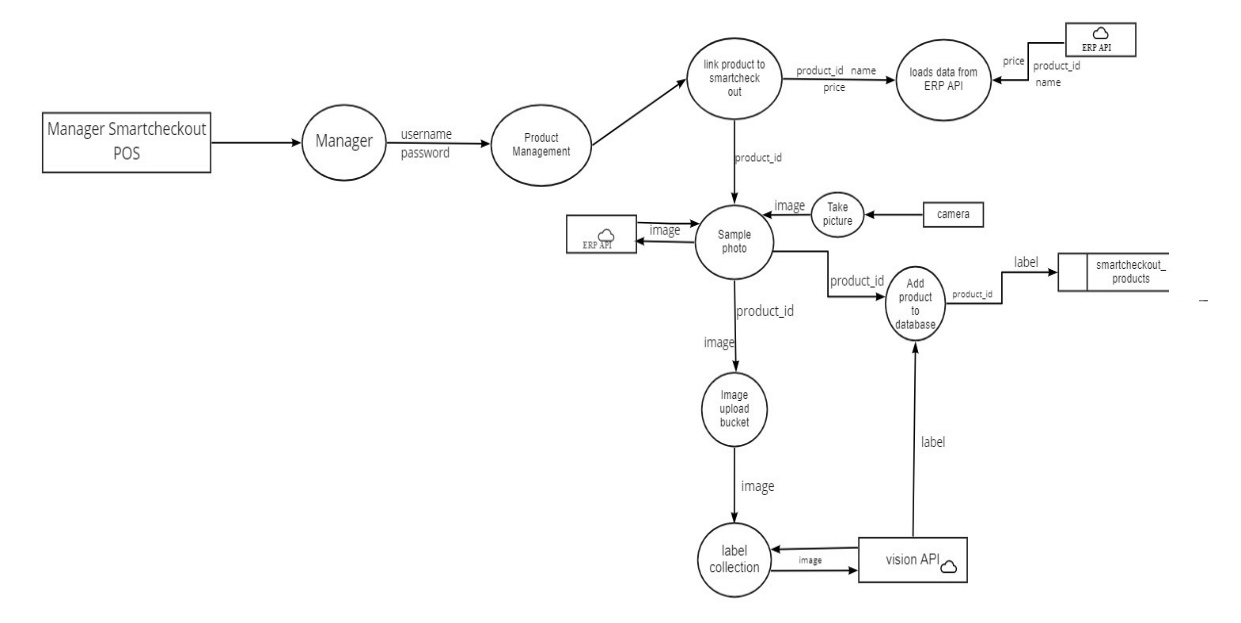 ERP API
link product to
smartcheck
out
product_id name
price
loads data from
ERP API
price
product_id
name
Manager Smartcheckout
POS
Manager
username
password
Product
Management
product_id
ERP API
image
Sample
photo
image
Take
picture
camera
product_id
Add
product
to
database
product_id
label
smartcheckout_
products
product_id
image
Image
upload
bucket
label
image
label
collection
image
vision API